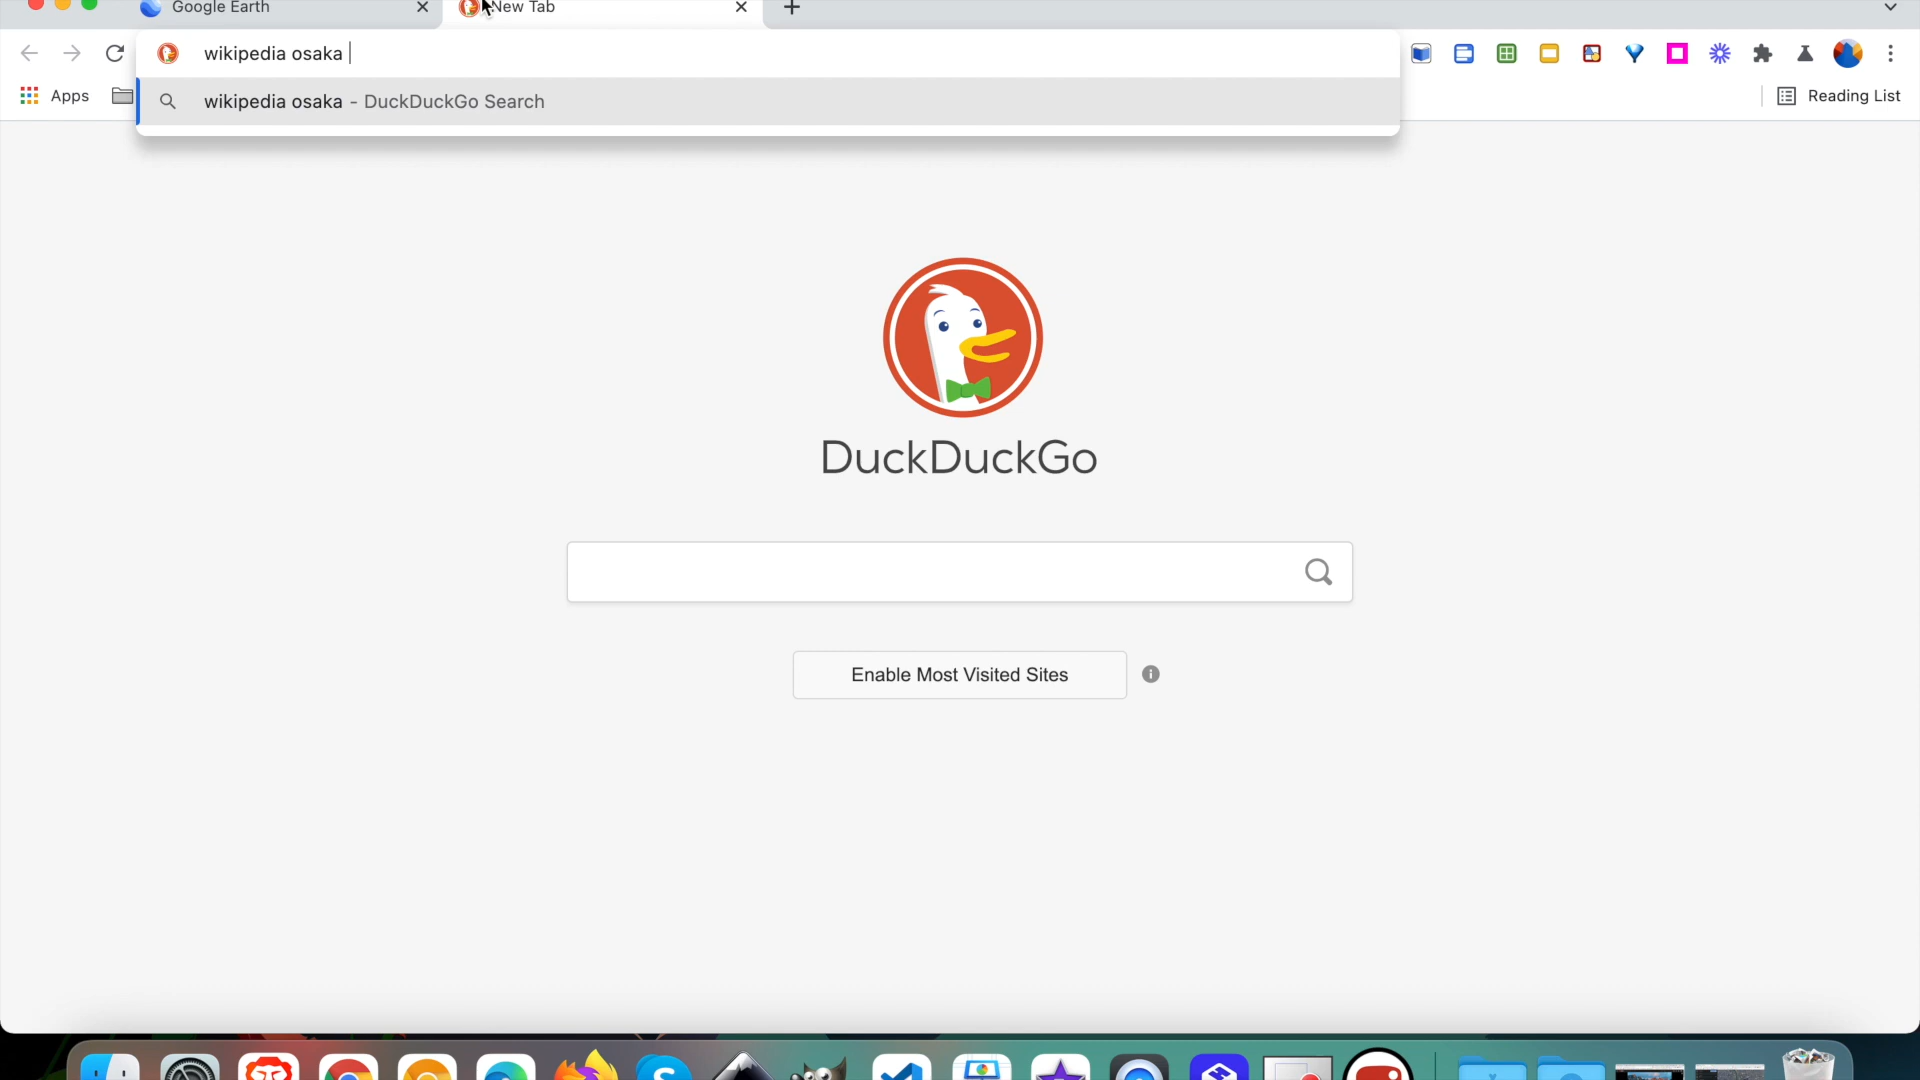 Google Earth
New Tab
wikipedia osaka
Apps
wikipedia osaka - DuckDuckGo Search
Reading List
DuckDuckGo
Enable Most Visited Sites